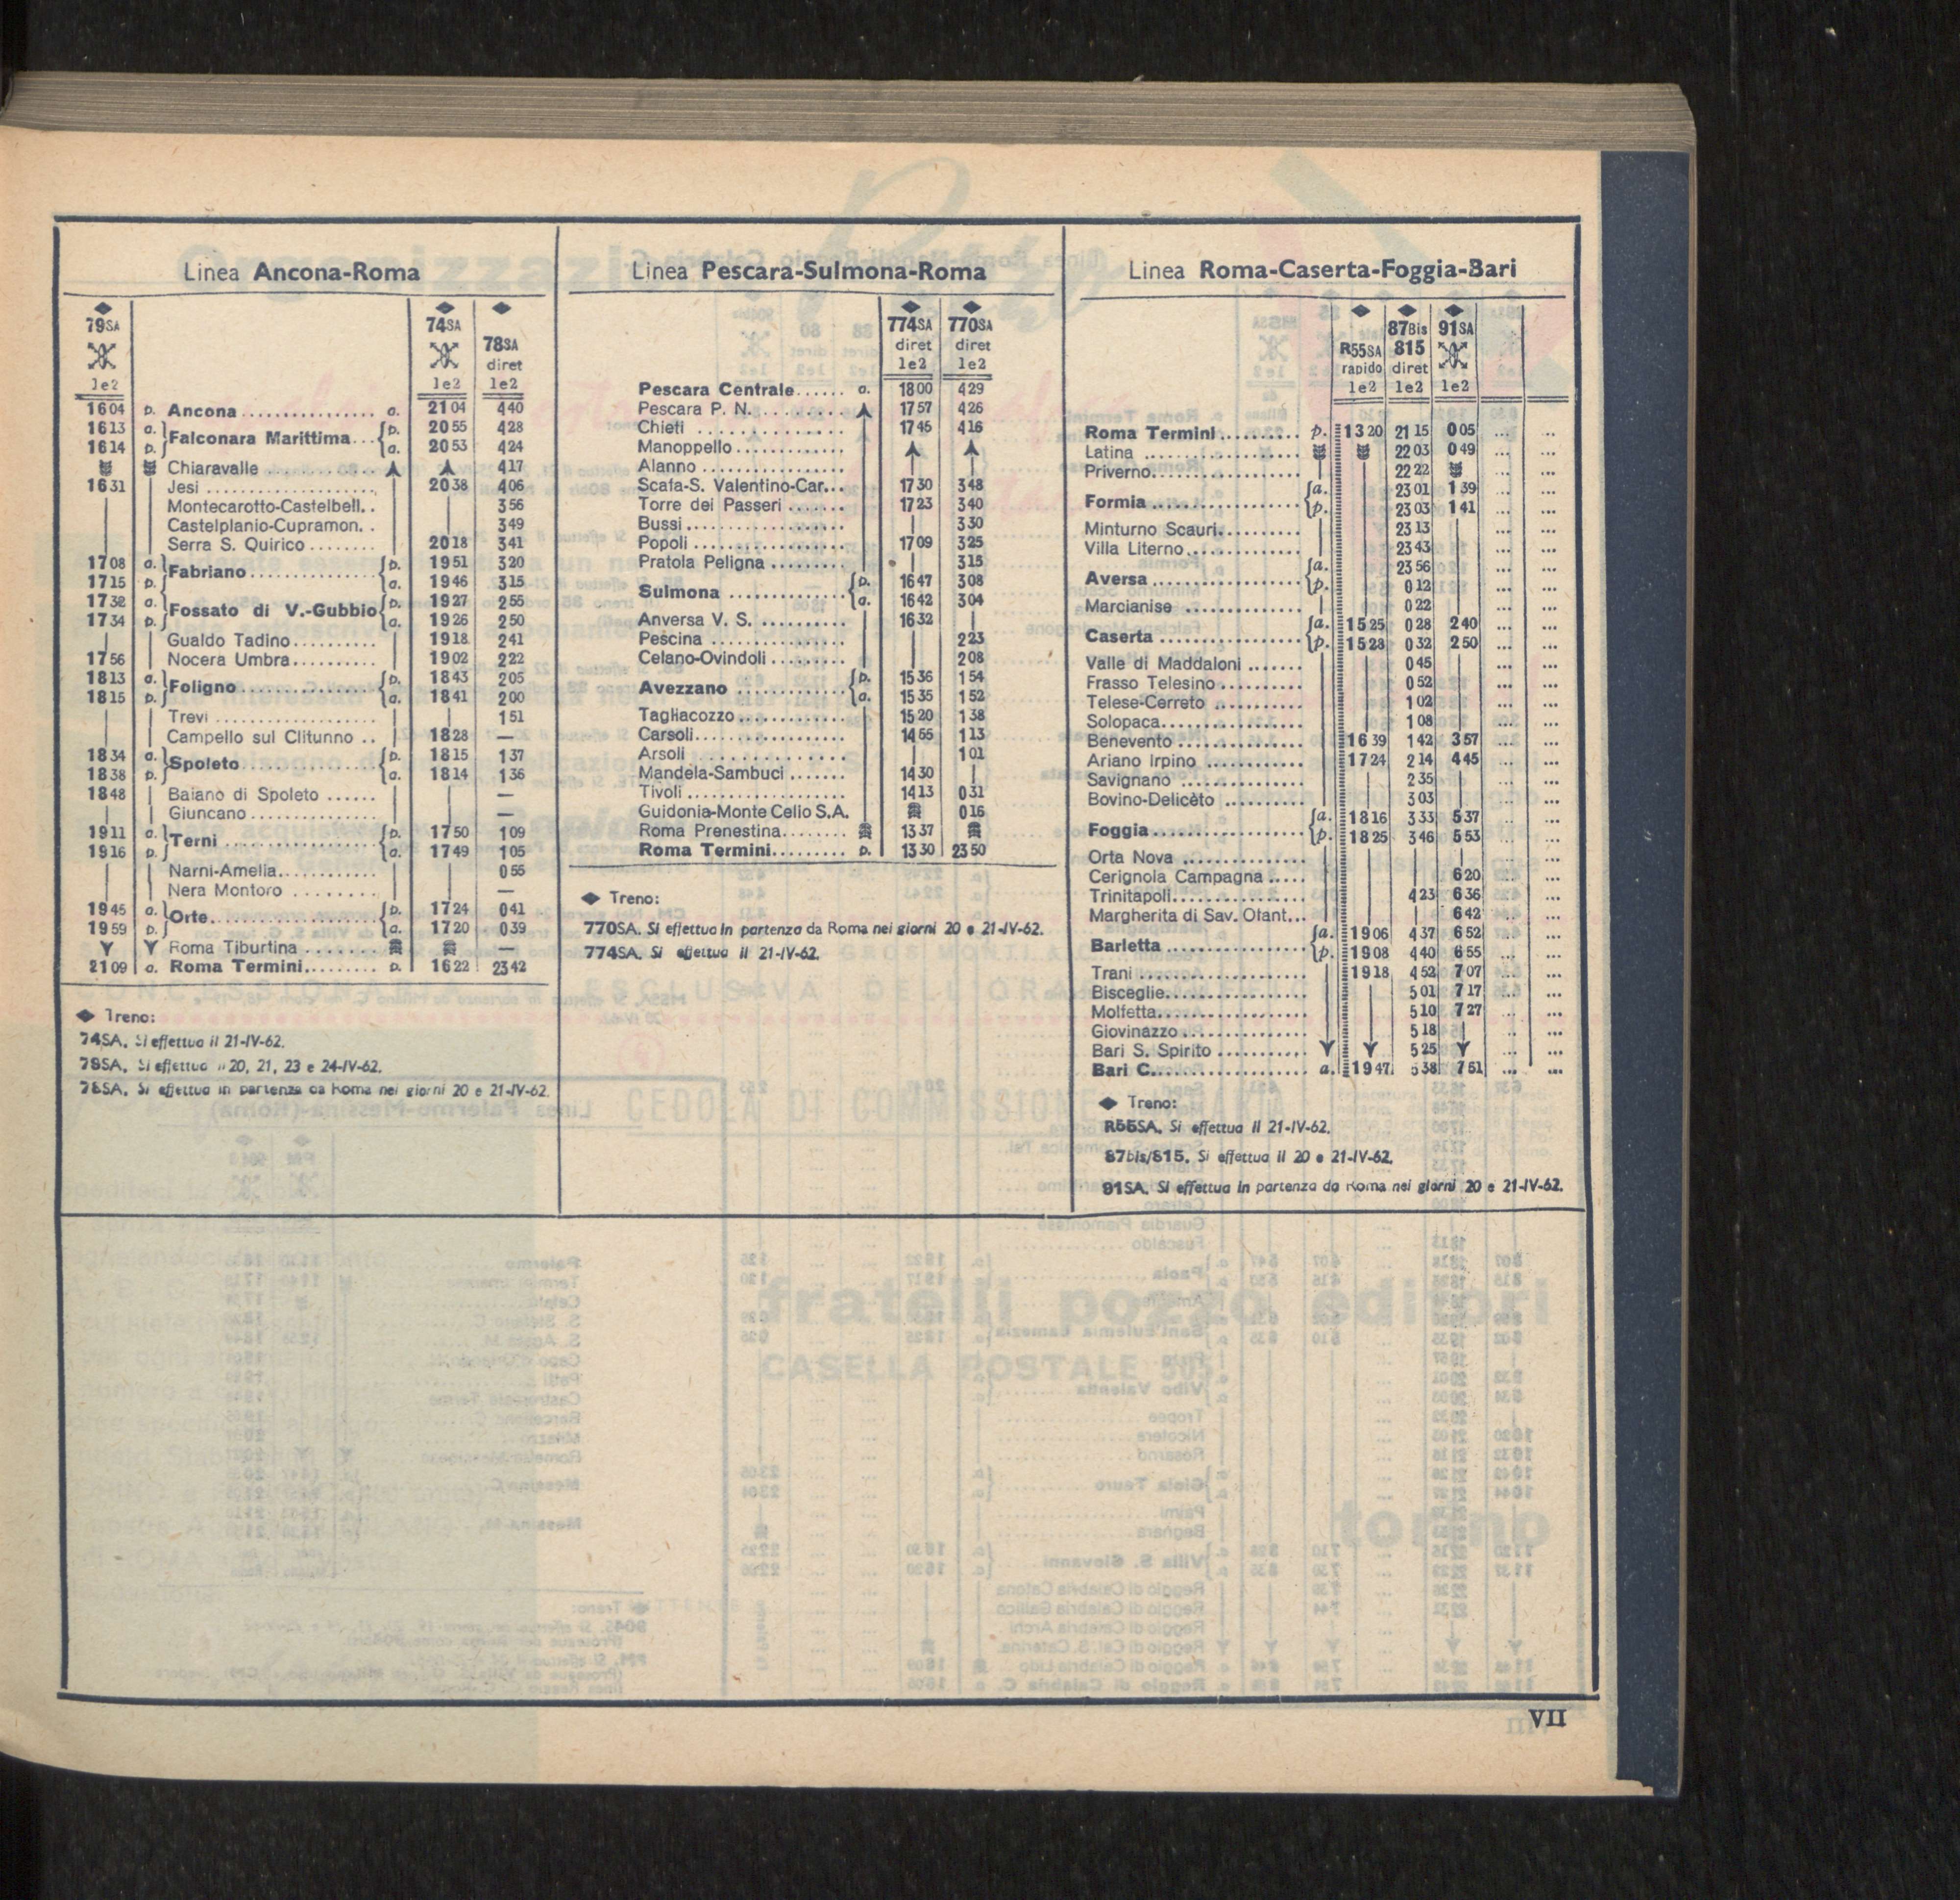 Linea Ancona-Roma
79SA 74SA 78SA
diret
1e2 1e2 1e2
1604 p. Ancona ................ a. 2104 440
1613 a. Falconara Marittima ... p. 2055 428
1614 p. a. 2053 424
Chiaravalle ............ 417
1631 Jesi .................... 2038 406
Montecarotto-Castelbell. . 356
Castelplanio-Cupramon. . 349
Serra S. Quirico ........ 2018 341
1708 a. Fabriano ............... p. 1951 320
1715 p. a. 1946 315
1732 a. Fossato di V.-Gubbio p. 1927 255
1734 p. a. 1926 250
Gualdo Tadino .......... 1918 241
1756 Nocera Umbra .......... 1902 222
1813 a. Foligno ................ p. 1843 205
1815 p. a. 1841 200
Trevi ................... 151
Campello sul Clitunno .. 1828 —
1834 a. Spoleto ................ p. 1815 137
1838 p. a. 1814 136
1848 Baiano di Spoleto ...... —
Giuncano ............... —
1911 a. Terni .................. p. 1750 109
1916 p. a. 1749 105
Narni-Amelia ............ 055
Nera Montoro ......... —
1945 a. Orte .................... p. 1724 041
1959 p. a. 1720 039
Roma Tiburtina ........ —
2109 a. Roma Termini ......... p. 1622 2342
◆ Treno:
74SA. Si effettua il 21-IV-62.
79SA. Si effettua il 20, 21, 23 e 24-IV-62.
78SA. Si effettua in partenza da Roma nei giorni 20 e 21-IV-62.
Linea Pescara-Sulmona-Roma
774SA 770SA
diret diret
1e2 1e2
Pescara Centrale ...... a. 1800 429
Pescara P. N. ......... 1757 426
Chieti ............... 1745 416
Manoppello .............
Alanno ................
Scafa-S. Valentino-Car... 1730 348
Torre dei Passeri ....... 1723 340
Bussi .................. 330
Popoli .................. 1709 325
Pratola Peligna ......... 315
Sulmona ............. p. 1647 308
a. 1642 304
Anversa V. S. .......... 1632
Pescina ................ 223
Celano-Ovindoli ......... 208
Avezzano ............ p. 1536 154
a. 1535 152
Tagliacozzo ............. 1520 138
Carsoli .................. 1455 113
Arsoli ................ 101
Mandela-Sambuci ....... 1430
Tivoli ................... 1413 031
Guidonia-Monte Celio S.A. 016
Roma Prenestina ........ 1337
Roma Termini ......... p. 1330 2350
◆ Treno:
770SA. Si effettua in partenza da Roma nei giorni 20 e 21-IV-62.
774SA. Si effettua il 21-IV-62.
Linea Roma-Caserta-Foggia-Bari
87Bis 91SA
R55SA 815
rapido diret
1e2 1e2 1e2
Roma Termini .......... p. 1320 2115 005 ... ..
Latina .................. 2203 049 ... ...
Priverno ................. 2222 ... ...
Formia .................. a. 2301 139 ... ...
p. 2303 141 ... ...
Minturno Scauri .......... 2313 ... ...
Villa Literno .............. 2343 ... ...
Aversa .................. a. 2356 ... ...
p. 012 ... ...
Marcianise .............. 022 ... ...
Caserta ................. a. 1525 028 240 ... ...
p. 1528 032 250 ... ...
Valle di Maddaloni ....... 045 ... ...
Frasso Telesino .......... 052 ... ...
Telese-Cerreto ........... 102 ... ...
Solopaca ................. 108 ... ...
Benevento ............... 1639 142 357 ... ...
Ariano Irpino ............ 1724 214 445 ... ...
Savignano ............... 235 ... ...
Bovino-Delicèto .......... 303 ... ...
Foggia .................. a. 1816 333 537 .. ...
p. 1825 346 553 ... ...
Orta Nova ............... ... ...
Cerignola Campagna ..... 620 ... ...
Trinitapoli ................ 423 636 ... ...
Margherita di Sav. Ofant... 642 ... ...
Barletta ................. a. 1906 437 652 ... ...
p. 1908 440 655 ... ...
Trani ................... 1918 452 707 ... ...
Bisceglie ................. 501 717 ... ...
Molfetta .................. 510 727 ... ...
Giovinazzo ............... 518 .. ...
Bari S. Spirito ........... 525 ... ...
Bari C. .................. a. 1947 538 751 ... ...
◆ Treno:
R55SA. Si effettua il 21-IV-62.
87bis/815. Si effettua il 20 e 21-IV-62.
91SA. Si effettua in partenza da Roma nei giorni 20 e 21-IV-62.
fratelli pozzo editori
CASELLA POSTALE 505
torino
VII